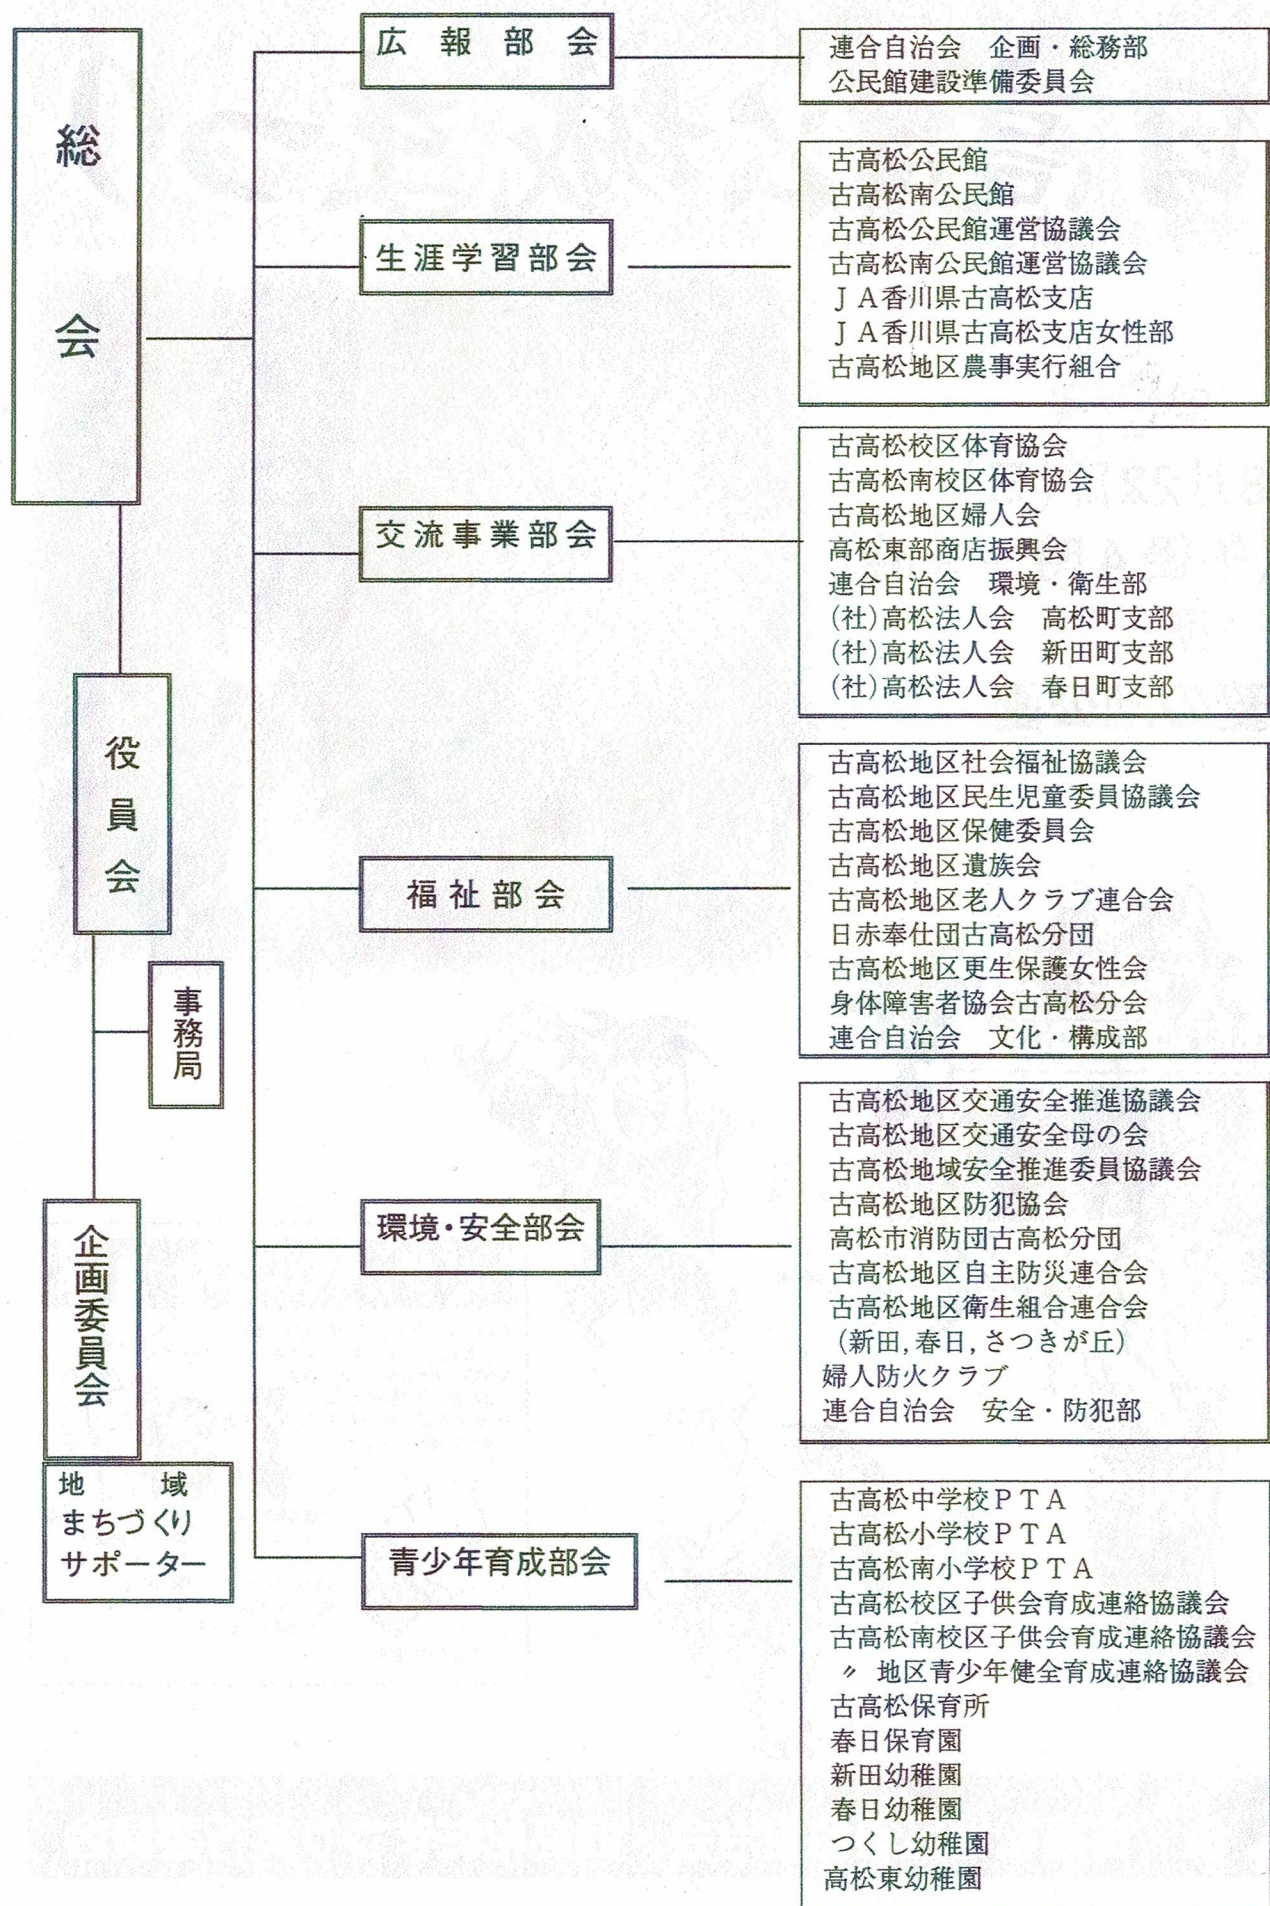 総会
役員会
事務局
企画委員会
地　域
まちづくり
サポーター
広報部会
連合自治会　企画・総務部
公民館建設準備委員会
生涯学習部会
古高松公民館
古高松南公民館
古高松公民館運営協議会
古高松南公民館運営協議会
ＪＡ香川県古高松支店
ＪＡ香川県古高松支店女性部
古高松地区農事実行組合
交流事業部会
古高松校区体育協会
古高松南校区体育協会
古高松地区婦人会
高松東部商店振興会
連合自治会　環境・衛生部
(社)高松法人会　高松町支部
(社)高松法人会　新田町支部
(社)高松法人会　春日町支部
福祉部会
古高松地区社会福祉協議会
古高松地区民生児童委員協議会
古高松地区保健委員会
古高松地区遺族会
古高松地区老人クラブ連合会
日赤奉仕団古高松分団
古高松地区更生保護女性会
身体障害者協会古高松分会
連合自治会　文化・構成部
環境・安全部会
古高松地区交通安全推進協議会
古高松地区交通安全母の会
古高松地域安全推進委員協議会
古高松地区防犯協会
高松市消防団古高松分団
古高松地区自主防災連合会
古高松地区衛生組合連合会
（新田,春日,さつきが丘）
婦人防火クラブ
連合自治会　安全・防犯部
青少年育成部会
古高松中学校ＰＴＡ
古高松小学校ＰＴＡ
古高松南小学校ＰＴＡ
古高松校区子供会育成連絡協議会
古高松南校区子供会育成連絡協議会
〃 地区青少年健全育成連絡協議会
古高松保育所
春日保育園
新田幼稚園
春日幼稚園
つくし幼稚園
高松東幼稚園